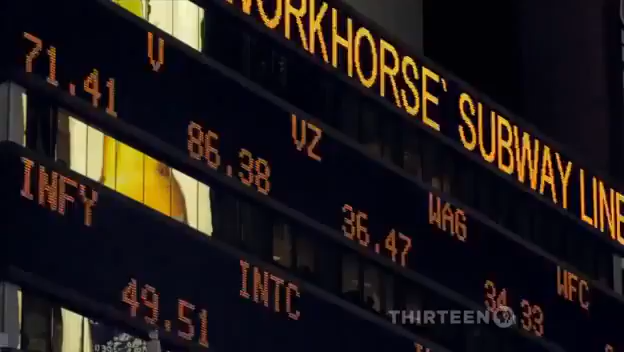 WORKHORSE' SUBWAY LINE
71.41 V 86.38 VZ 36.47 WAG 34.33 WFC
INFY 49.51 INTC
THIRTEEN